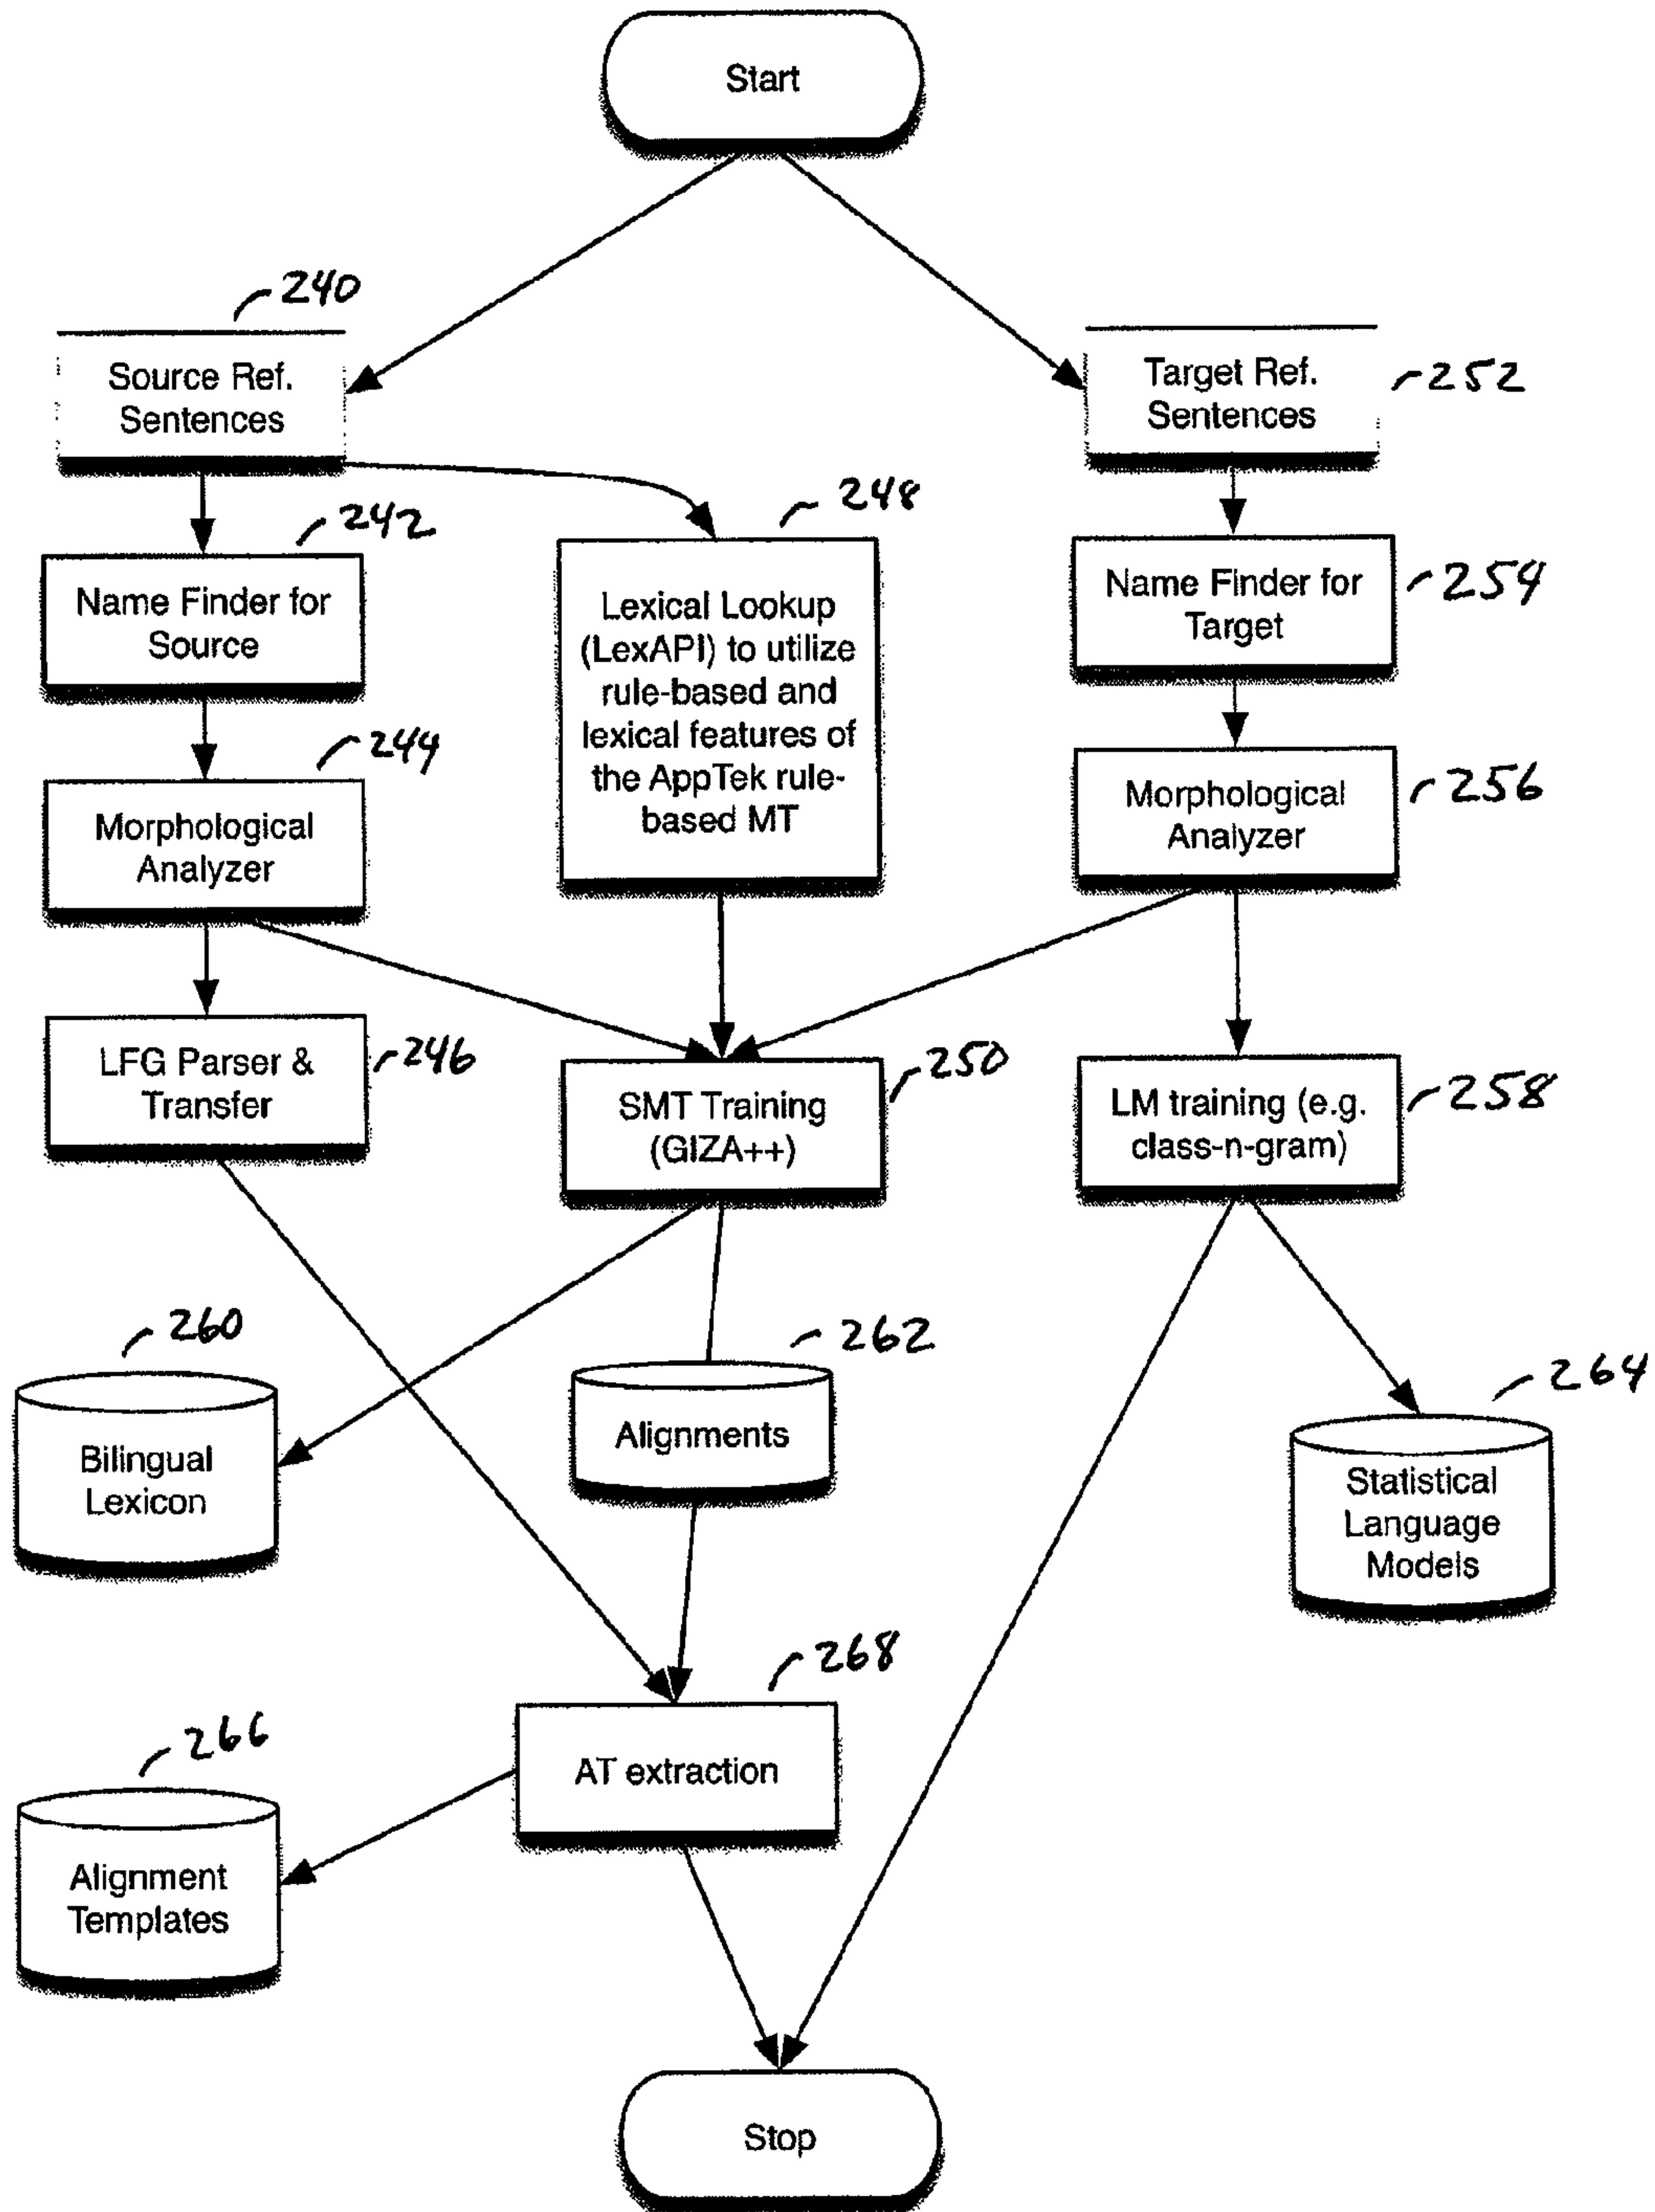 Start
240
Source Ref.
Sentences
Target Ref.
Sentences
252
242
Name Finder for
Source
248
Lexical Lookup
(LexAPI) to utilize
rule-based and
lexical features of
the AppTek rule-
based MT
Name Finder for
Target
254
244
Morphological
Analyzer
Morphological
Analyzer
256
LFG Parser &
Transfer
246
SMT Training
(GIZA++)
250
LM training (e.g.
class-n-gram)
258
260
Bilingual
Lexicon
262
Alignments
264
Statistical
Language
Models
268
AT extraction
266
Alignment
Templates
Stop